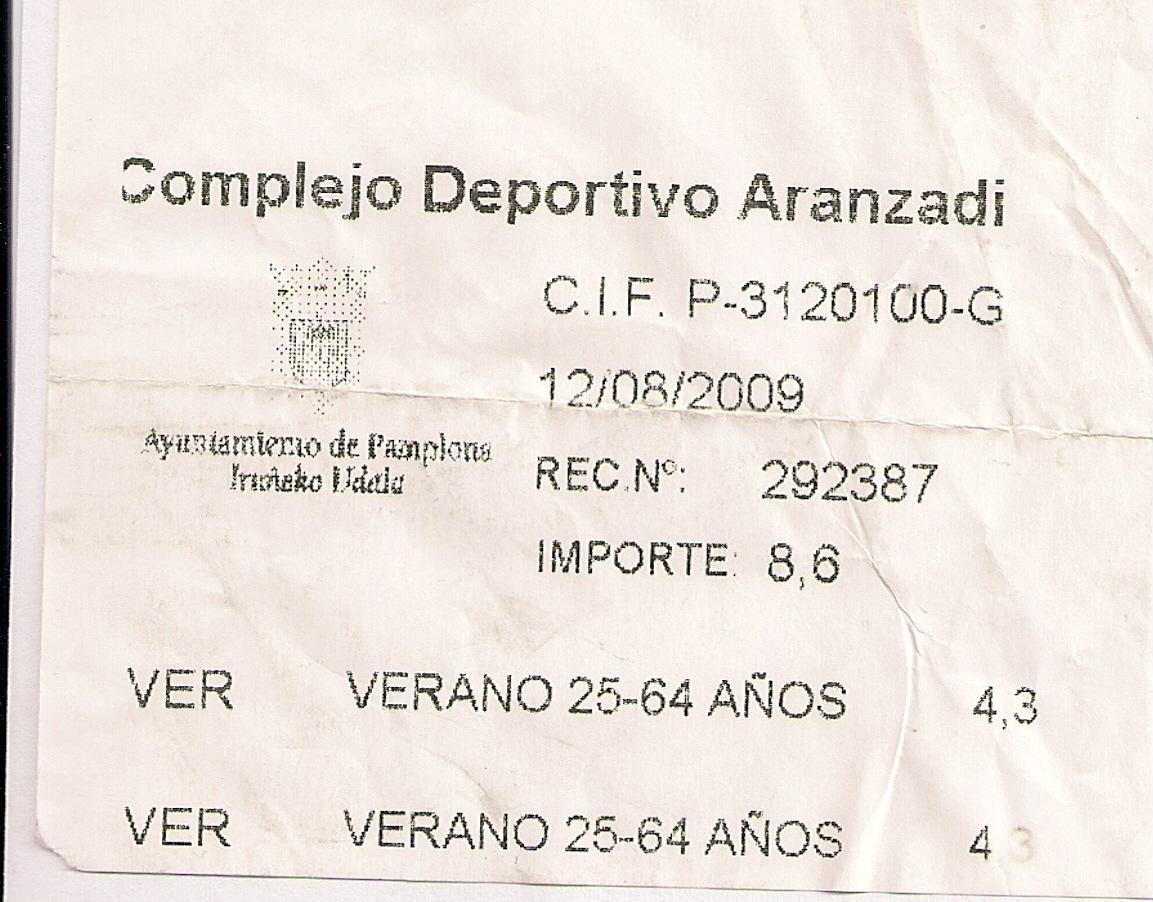 Complejo Deportivo Aranzadi
C.I.F. P-3120100-G
12/08/2009
Ayuntamiento de Pamplona
Iruñeko Udala
REC.Nº: 292387
IMPORTE: 8,6
VER VERANO 25-64 AÑOS 4,3
VER VERANO 25-64 AÑOS 4 3